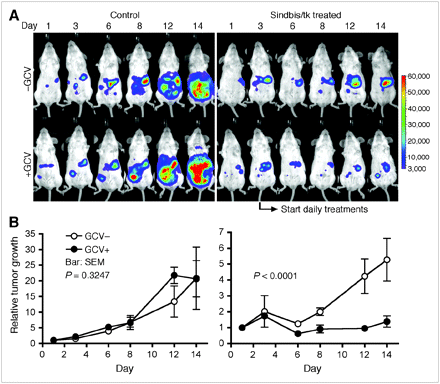 A
Control
Sindbis/tk treated
Day 1 3 6 8 12 14 1 3 6 8 12 14
−GCV
+GCV
60,000
50,000
40,000
30,000
20,000
10,000
3,000
Start daily treatments
B
Relative tumor growth
35
30
25
20
15
10
5
0
GCV−
GCV+
Bar: SEM
P = 0.3247
0 2 4 6 8 10 12 14
Day
7
6
5
4
3
2
1
0
P < 0.0001
0 2 4 6 8 10 12 14
Day